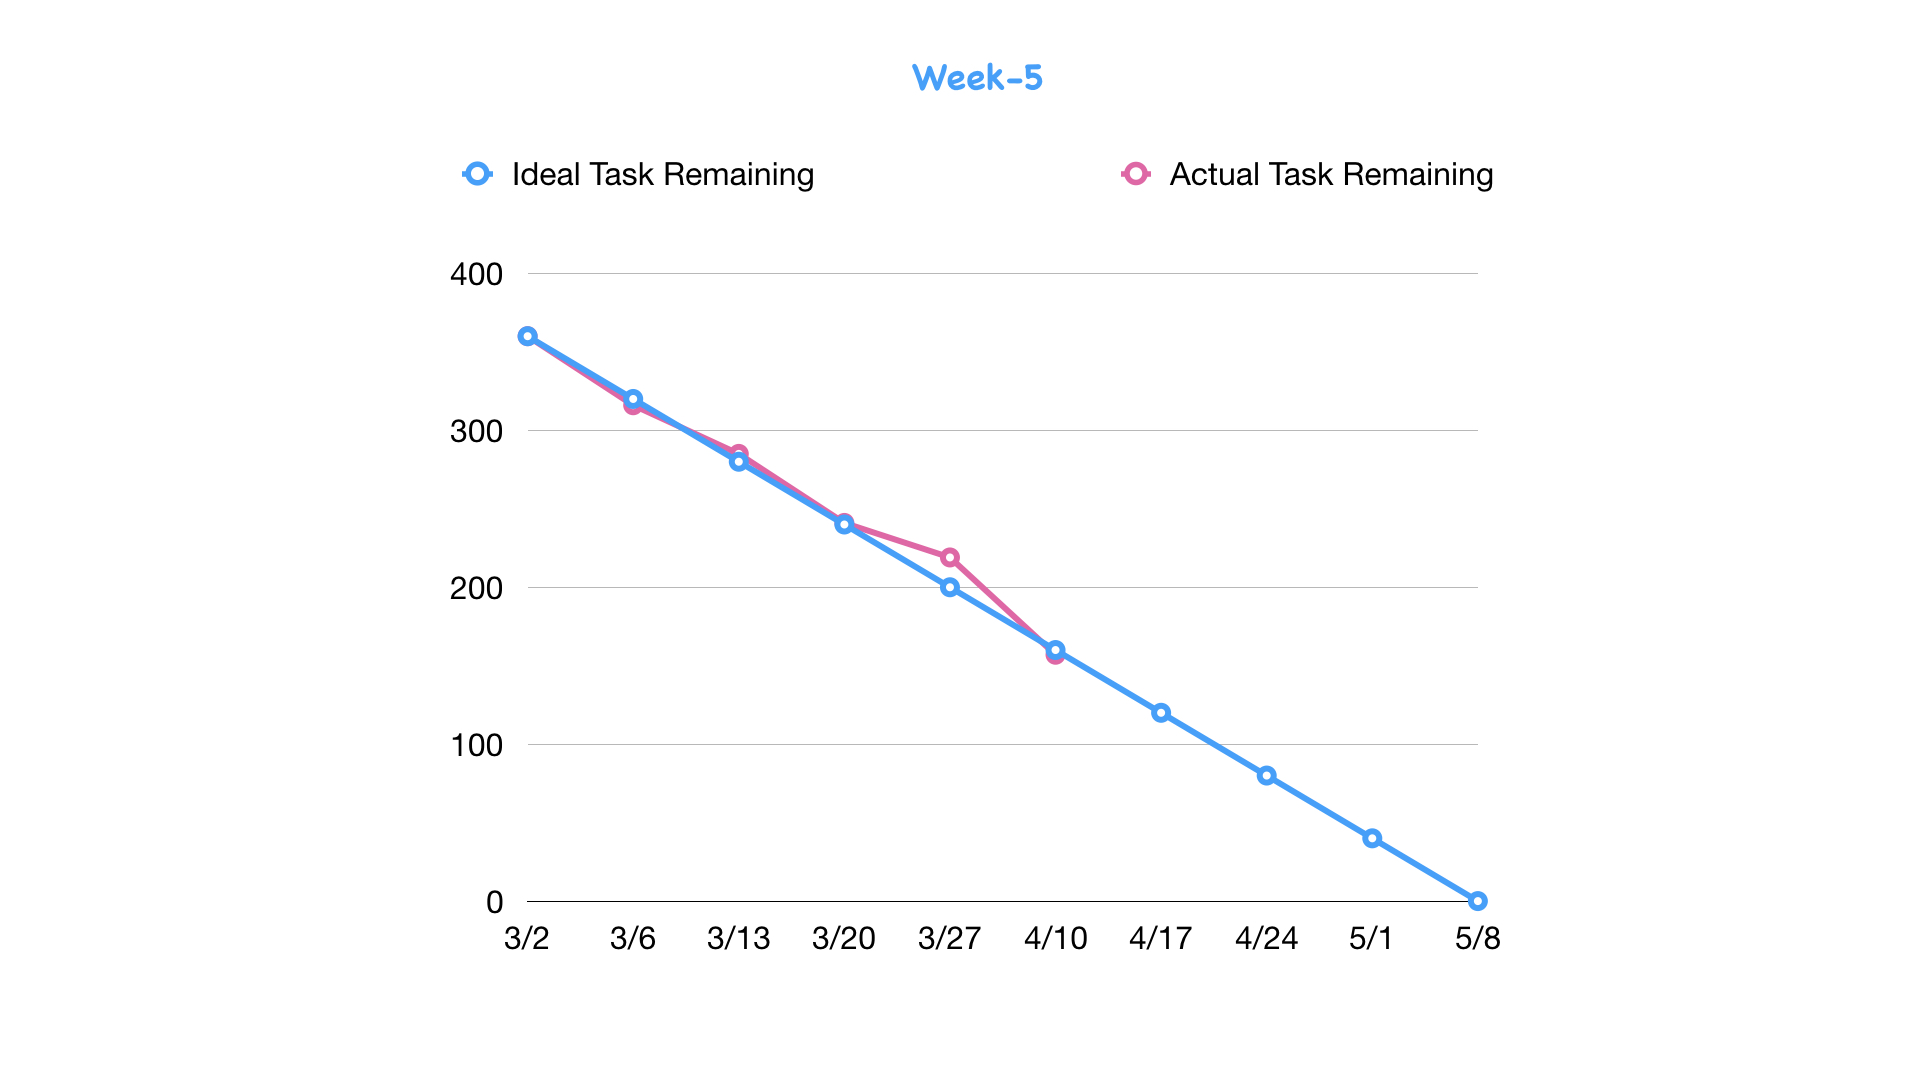 Week-5
Ideal Task Remaining
Actual Task Remaining
400
300
200
100
0
3/2 3/6 3/13 3/20 3/27 4/10 4/17 4/24 5/1 5/8